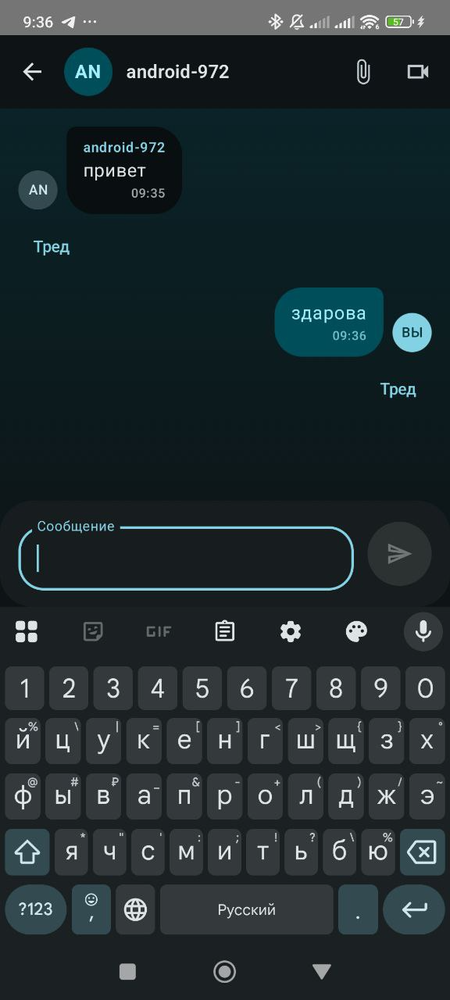 9:36
57
AN
android-972
android-972
привет
09:35
AN
Тред
здарова
09:36
ВЫ
Тред
Сообщение
GIF
1 2 3 4 5 6 7 8 9 0
% \ | = [ ] < > { } °
й ц у к е н г ш щ з х
@ # ₽ _ & - + ( ) / ~
ф ы в а п р о л д ж э
* " ' : ; ! ? \ %
я ч с м и т ь б ю
?123 , Русский .